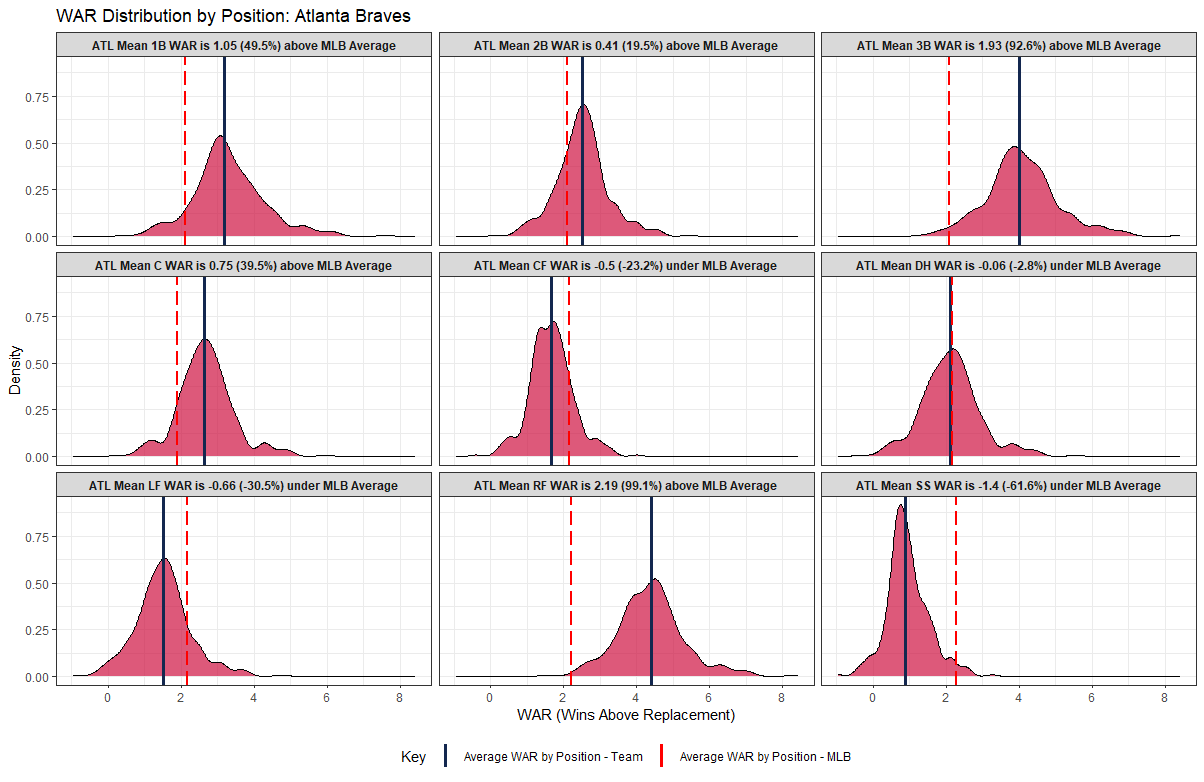 WAR Distribution by Position: Atlanta Braves
ATL Mean 1B WAR is 1.05 (49.5%) above MLB Average
ATL Mean 2B WAR is 0.41 (19.5%) above MLB Average
ATL Mean 3B WAR is 1.93 (92.6%) above MLB Average
0.75
0.50
0.25
0.00
ATL Mean C WAR is 0.75 (39.5%) above MLB Average
ATL Mean CF WAR is -0.5 (-23.2%) under MLB Average
ATL Mean DH WAR is -0.06 (-2.8%) under MLB Average
Density
0.75
0.50
0.25
0.00
ATL Mean LF WAR is -0.66 (-30.5%) under MLB Average
ATL Mean RF WAR is 2.19 (99.1%) above MLB Average
ATL Mean SS WAR is -1.4 (-61.6%) under MLB Average
0.75
0.50
0.25
0.00
0 2 4 6 8
0 2 4 6 8
0 2 4 6 8
WAR (Wins Above Replacement)
Key Average WAR by Position - Team Average WAR by Position - MLB